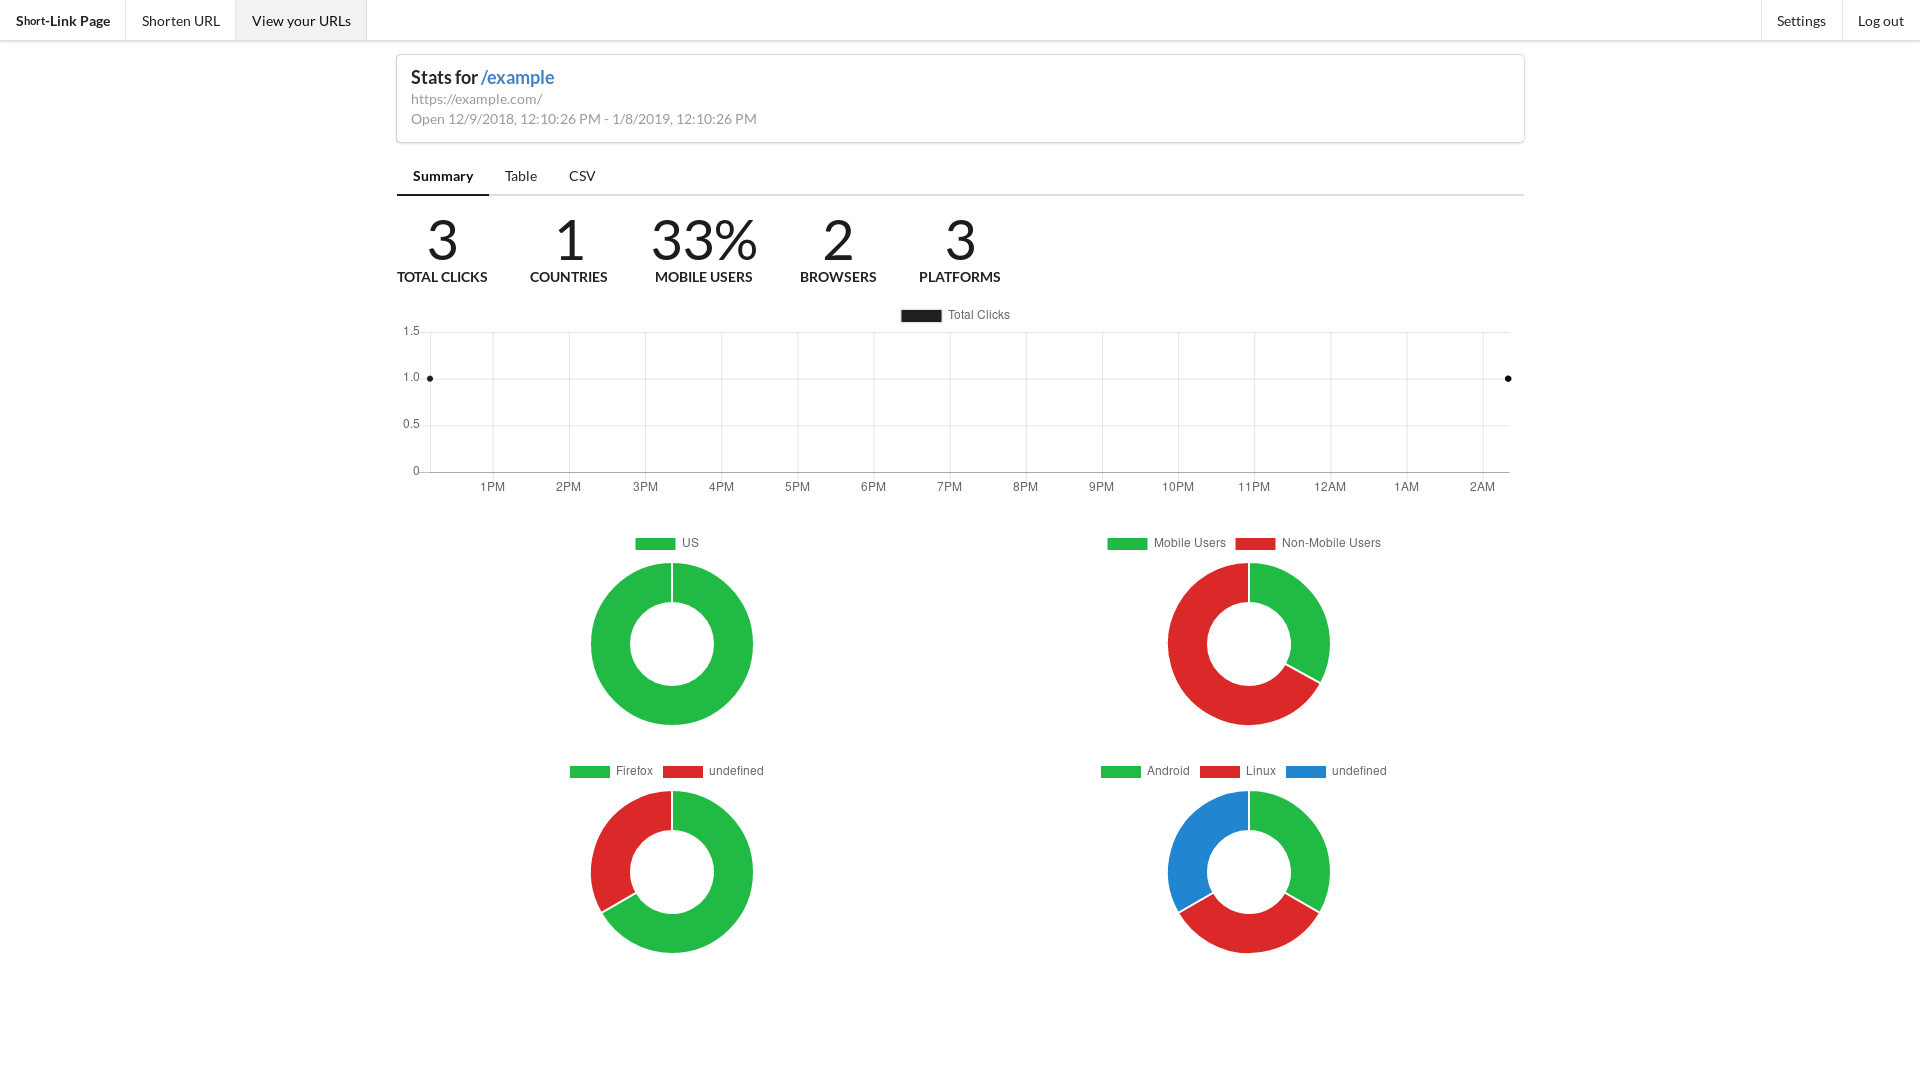 Short-Link Page Shorten URL View your URLs Settings Log out
Stats for /example
https://example.com/
Open 12/9/2018, 12:10:26 PM - 1/8/2019, 12:10:26 PM
Summary Table CSV
3 1 33% 2 3
TOTAL CLICKS COUNTRIES MOBILE USERS BROWSERS PLATFORMS
Total Clicks
1.5
1.0
0.5
0
1PM 2PM 3PM 4PM 5PM 6PM 7PM 8PM 9PM 10PM 11PM 12AM 1AM 2AM
US Mobile Users Non-Mobile Users
Firefox undefined Android Linux undefined